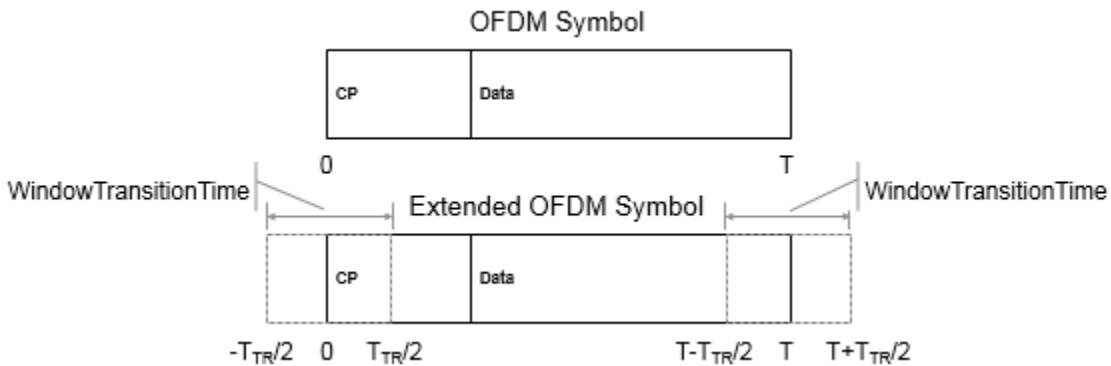 OFDM Symbol
CP Data
0 T
WindowTransitionTime WindowTransitionTime
Extended OFDM Symbol
CP Data
-T_TR/2 0 T_TR/2 T-T_TR/2 T T+T_TR/2